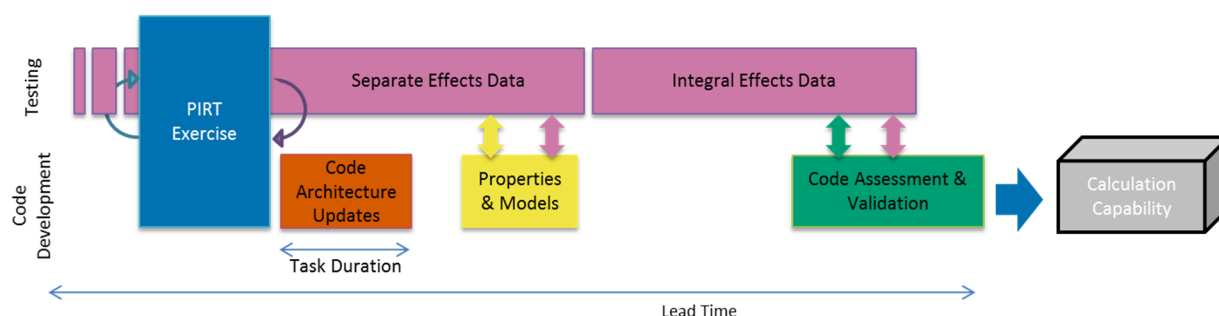 Testing
PIRT
Exercise
Separate Effects Data
Integral Effects Data
Code
Development
Code
Architecture
Updates
Properties
& Models
Code Assessment &
Validation
Calculation
Capability
Task Duration
Lead Time